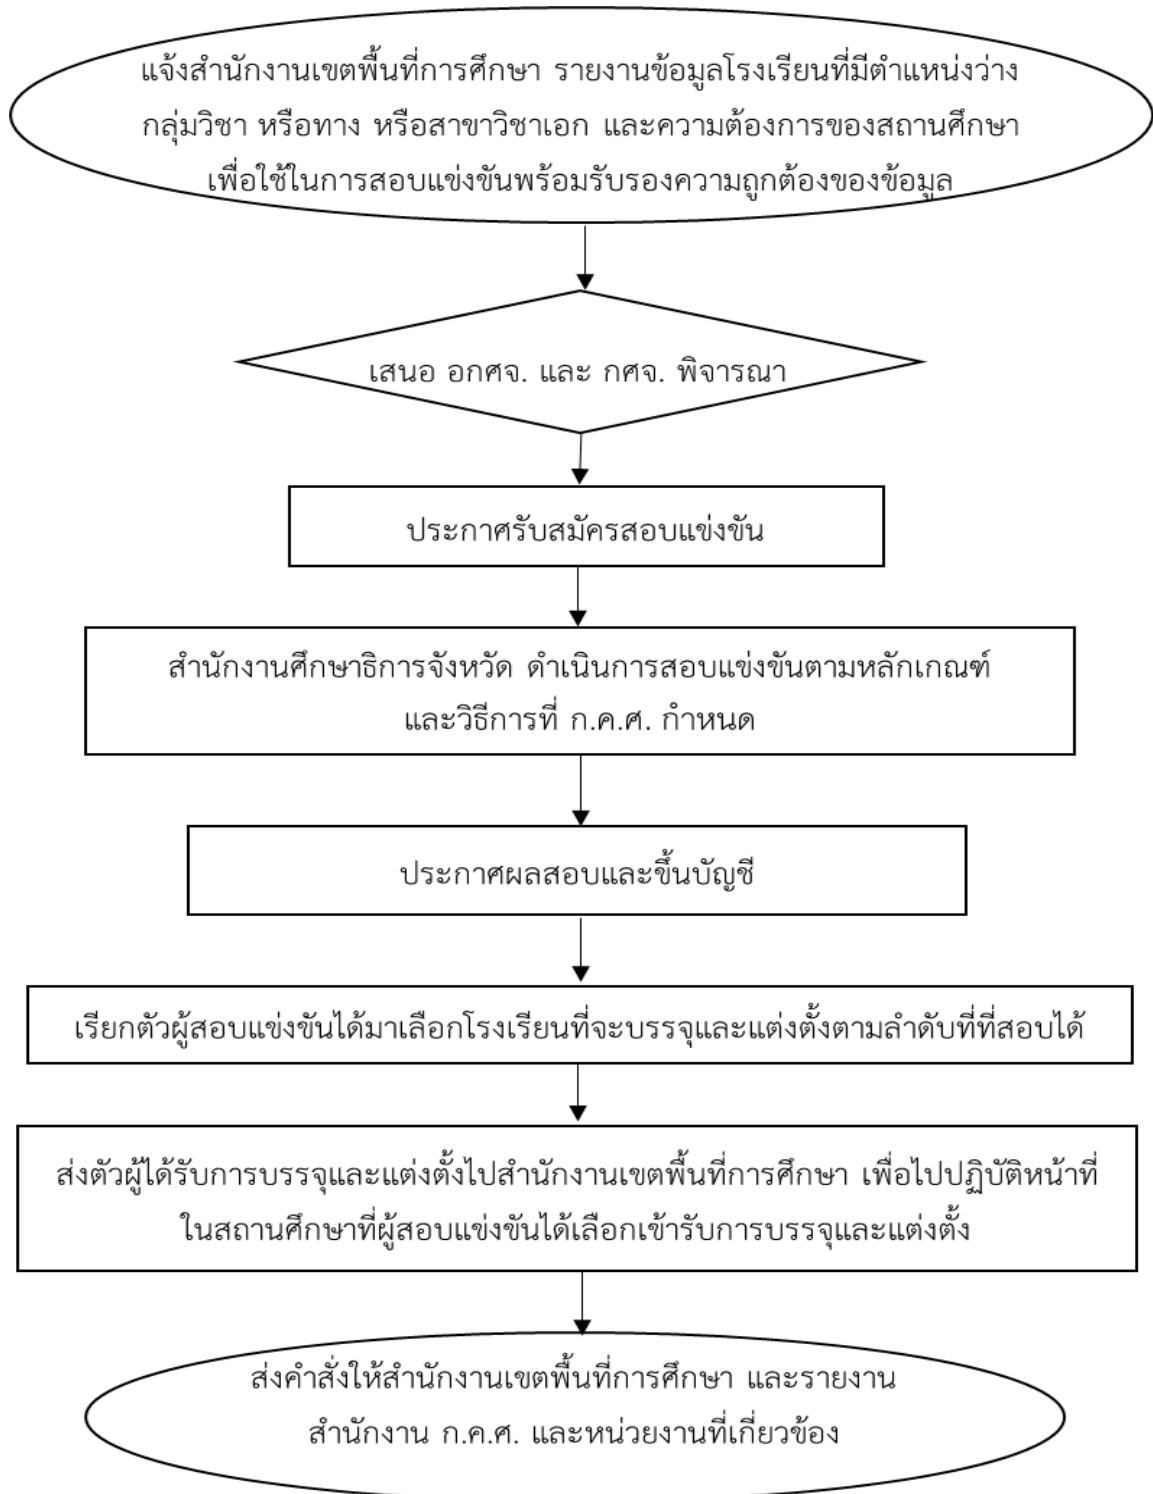 แจ้งสำนักงานเขตพื้นที่การศึกษา รายงานข้อมูลโรงเรียนที่มีตำแหน่งว่าง
กลุ่มวิชา หรือทาง หรือสาขาวิชาเอก และความต้องการของสถานศึกษา
เพื่อใช้ในการสอบแข่งขันพร้อมรับรองความถูกต้องของข้อมูล
เสนอ อกศจ. และ กศจ. พิจารณา
ประกาศรับสมัครสอบแข่งขัน
สำนักงานศึกษาธิการจังหวัด ดำเนินการสอบแข่งขันตามหลักเกณฑ์
และวิธีการที่ ก.ค.ศ. กำหนด
ประกาศผลสอบและขึ้นบัญชี
เรียกตัวผู้สอบแข่งขันได้มาเลือกโรงเรียนที่จะบรรจุและแต่งตั้งตามลำดับที่ที่สอบได้
ส่งตัวผู้ได้รับการบรรจุและแต่งตั้งไปสำนักงานเขตพื้นที่การศึกษา เพื่อไปปฏิบัติหน้าที่
ในสถานศึกษาที่ผู้สอบแข่งขันได้เลือกเข้ารับการบรรจุและแต่งตั้ง
ส่งคำสั่งให้สำนักงานเขตพื้นที่การศึกษา และรายงาน
สำนักงาน ก.ค.ศ. และหน่วยงานที่เกี่ยวข้อง